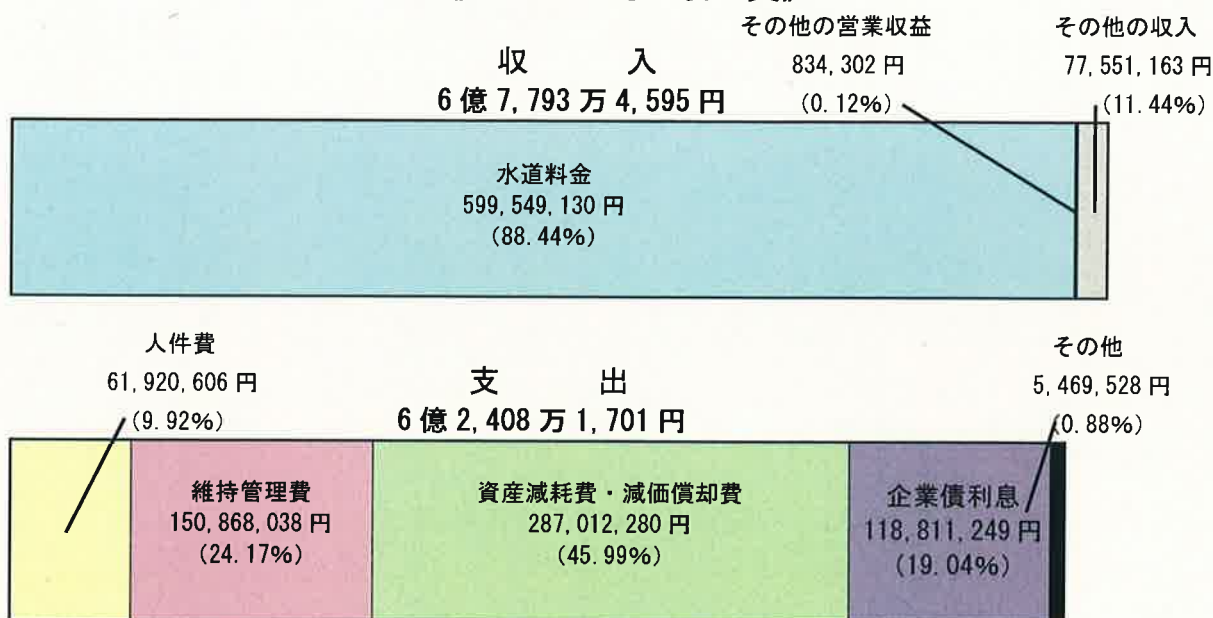 その他の営業収益
834,302 円
(0.12%)
その他の収入
77,551,163 円
(11.44%)
収 入
6 億 7,793 万 4,595 円
水道料金
599,549,130 円
(88.44%)
人件費
61,920,606 円
(9.92%)
支 出
6 億 2,408 万 1,701 円
その他
5,469,528 円
(0.88%)
維持管理費
150,868,038 円
(24.17%)
資産減耗費・減価償却費
287,012,280 円
(45.99%)
企業債利息
118,811,249 円
(19.04%)